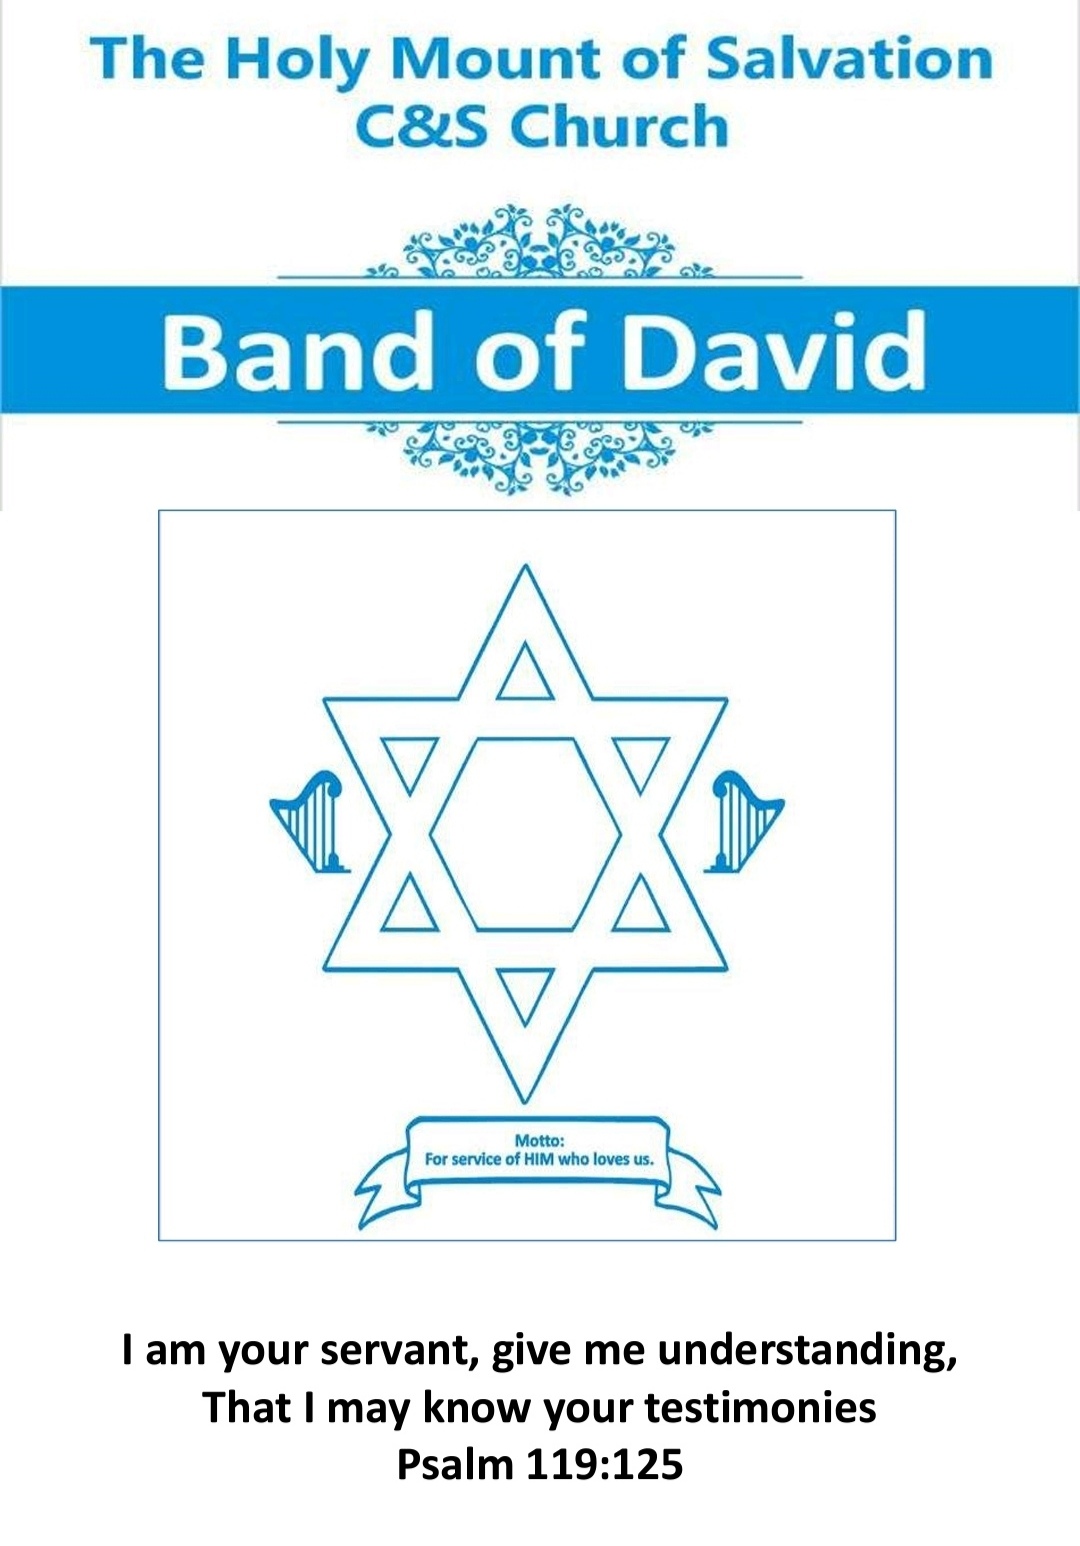 The Holy Mount of Salvation
C&S Church
Band of David
Motto:
For service of HIM who loves us.
I am your servant, give me understanding,
That I may know your testimonies
Psalm 119:125